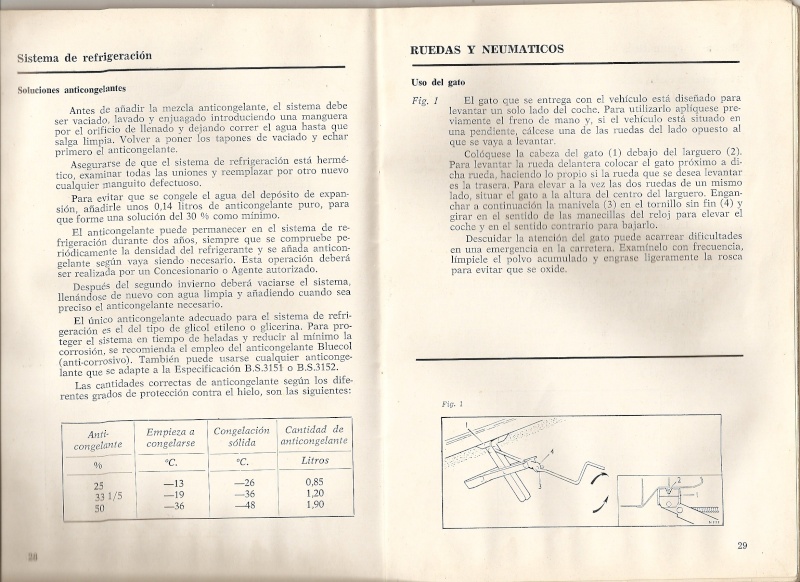 Sistema de refrigeración
Soluciones anticongelantes
Antes de añadir la mezcla anticongelante, el sistema debe
ser vaciado, lavado y enjuagado introduciendo una manguera
por el orificio de llenado y dejando correr el agua hasta que
salga limpia. Volver a poner los tapones de vaciado y echar
primero el anticongelante.
Asegurarse de que el sistema de refrigeración está hermé-
tico, examinar todas las uniones y reemplazar por otro nuevo
cualquier manguito defectuoso.
Para evitar que se congele el agua del depósito de expan-
sión, añadirle unos 0,14 litros de anticongelante puro, para
que forme una solución del 30 % como mínimo.
El anticongelante puede permanecer en el sistema de re-
frigeración durante dos años, siempre que se compruebe pe-
riódicamente la densidad del refrigerante y se añada anticon-
gelante según vaya siendo necesario. Esta operación deberá
ser realizada por un Concesionario o Agente autorizado.
Después del segundo invierno deberá vaciarse el sistema,
llenándose de nuevo con agua limpia y añadiendo cuando sea
preciso el anticongelante necesario.
El único anticongelante adecuado para el sistema de refri-
geración es el del tipo de glicol etileno o glicerina. Para pro-
teger el sistema en tiempo de heladas y reducir al mínimo la
corrosión, se recomienda el empleo del anticongelante Bluecol
(anti-corrosivo). También puede usarse cualquier anticonge-
lante que se adapte a la Especificación B.S.3151 o B.S.3152.
Las cantidades correctas de anticongelante según los dife-
rentes grados de protección contra el hielo, son las siguientes:
Anti-congelante Empieza a congelarse Congelación sólida Cantidad de anticongelante
% °C. °C. Litros
25 —13 —26 0,85
33 1/5 —19 —36 1,20
50 —36 —48 1,90
28
RUEDAS Y NEUMATICOS
Uso del gato
Fig. 1 El gato que se entrega con el vehículo está diseñado para
levantar un solo lado del coche. Para utilizarlo aplíquese pre-
viamente el freno de mano y, si el vehículo está situado en
una pendiente, cálcese una de las ruedas del lado opuesto al
que se vaya a levantar.
Colóquese la cabeza del gato (1) debajo del larguero (2).
Para levantar la rueda delantera colocar el gato próximo a di-
cha rueda, haciendo lo propio si la rueda que se desea levantar
es la trasera. Para elevar a la vez las dos ruedas de un mismo
lado, situar el gato a la altura del centro del larguero. Engan-
char a continuación la manivela (3) en el tornillo sin fin (4) y
girar en el sentido de las manecillas del reloj para elevar el
coche y en el sentido contrario para bajarlo.
Descuidar la atención del gato puede acarrear dificultades
en una emergencia en la carretera. Examínelo con frecuencia,
límpiele el polvo acumulado y engrase ligeramente la rosca
para evitar que se oxide.
Fig. 1
1
4
3
2
1
29